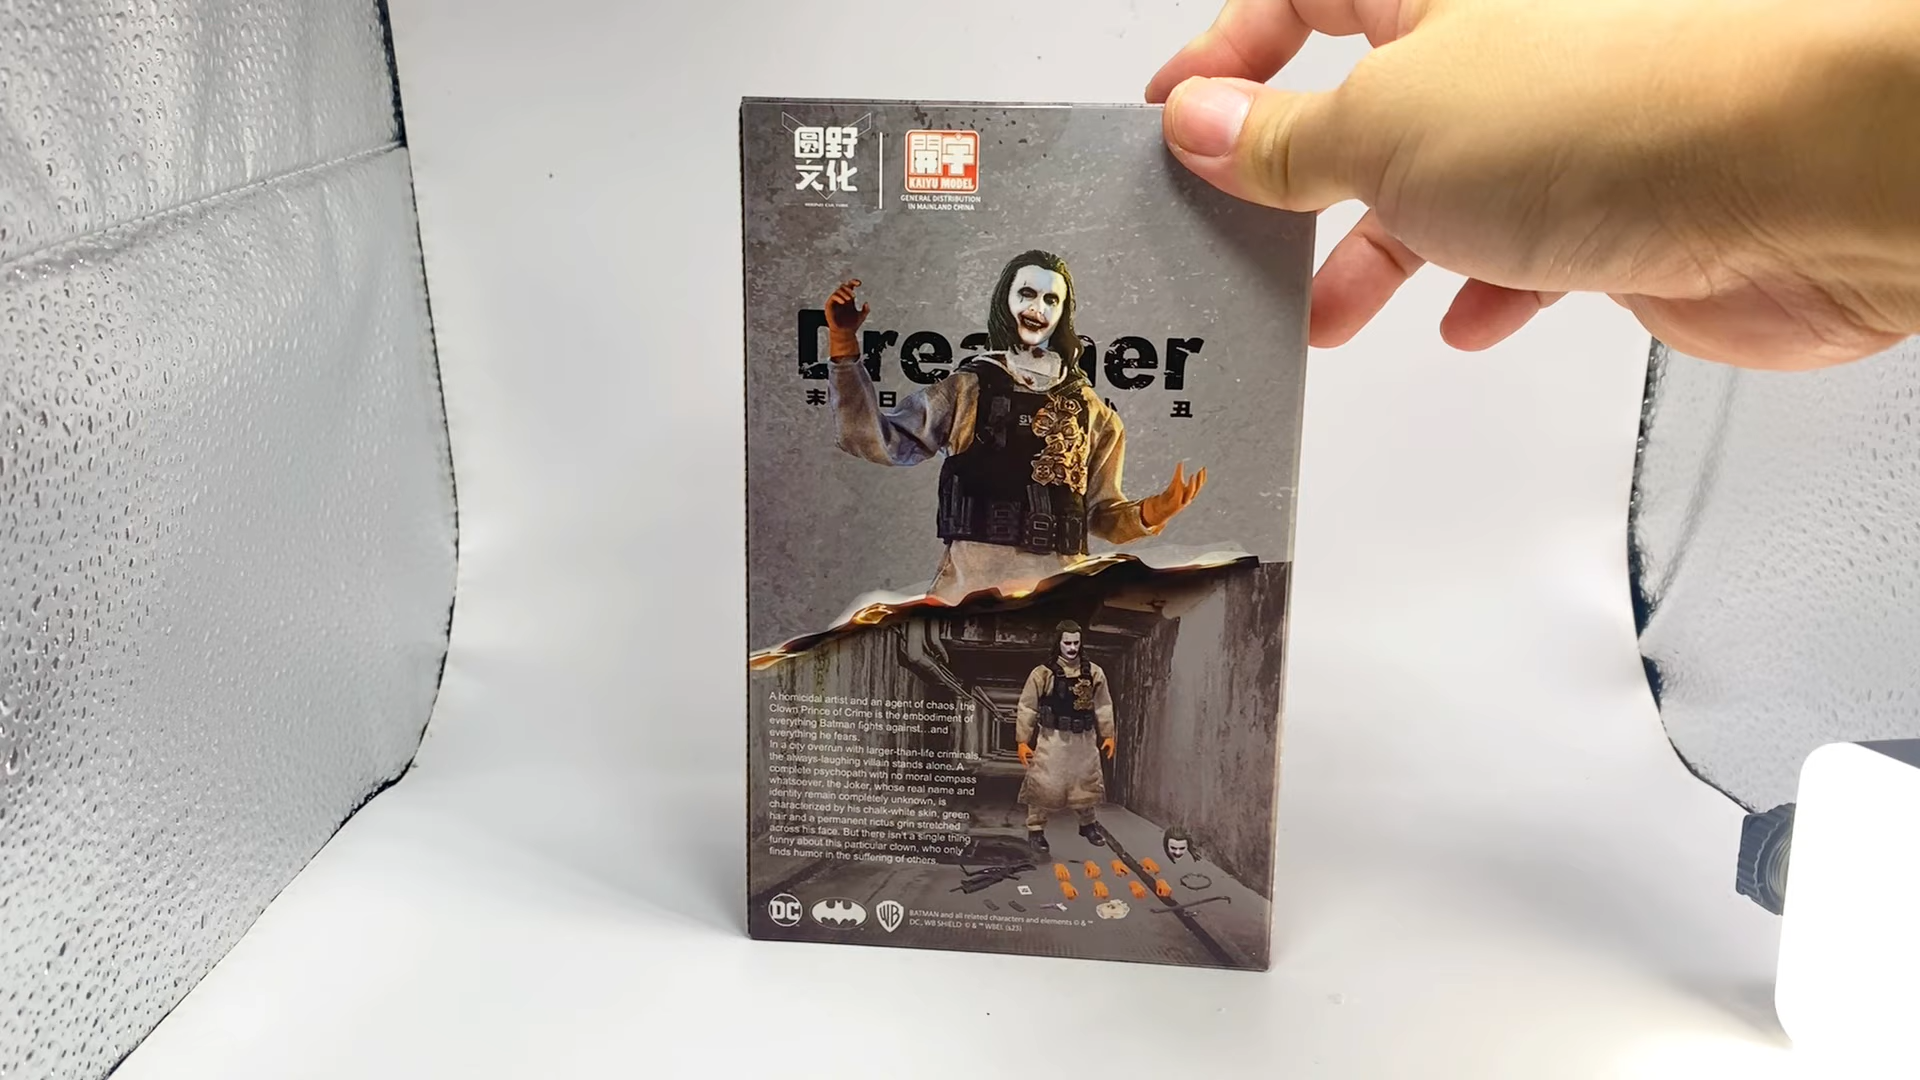 圓野
文化
開宇
KAIYU MODEL
GENERAL DISTRIBUTION
IN MAINLAND CHINA
Dreamer
末日小丑
SW
A homicidal artist and an agent of chaos, the
Clown Prince of Crime is the embodiment of
everything Batman fights against...and
everything he fears.
In a city overrun with larger-than-life criminals,
the always-laughing villain stands alone. A
complete psychopath with no moral compass
whatsoever, the Joker, whose real name and
identity remain completely unknown, is
characterized by his chalk-white skin, green
hair and a permanent rictus grin stretched
across his face. But there isn't a single thing
funny about this particular clown, who only
finds humor in the suffering of others.
DC
WB
BATMAN and all related characters and elements © & ™
DC, WB SHIELD: © & ™ WBEI. (s23)